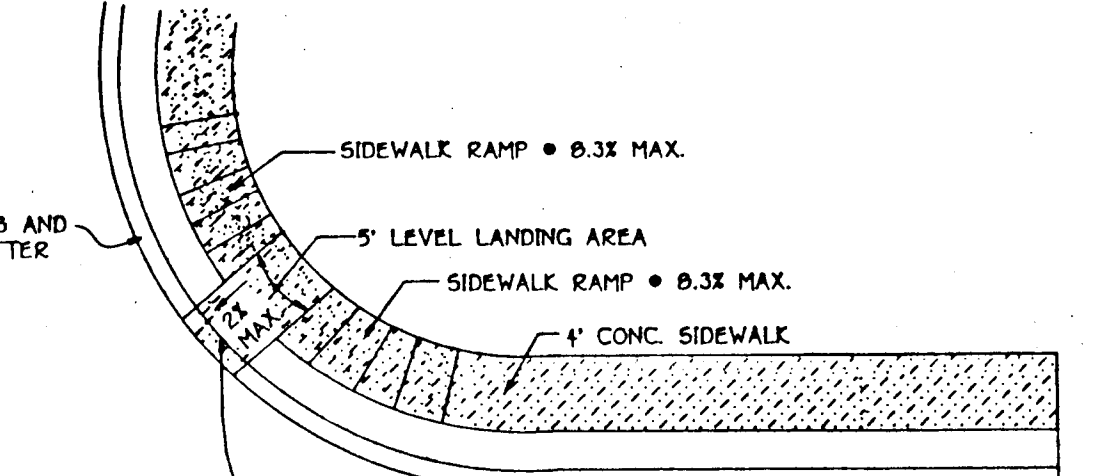 SIDEWALK RAMP @ 8.3% MAX.
AND
5' LEVEL LANDING AREA
SIDEWALK RAMP @ 8.3% MAX.
2%
MAX.
4' CONC. SIDEWALK